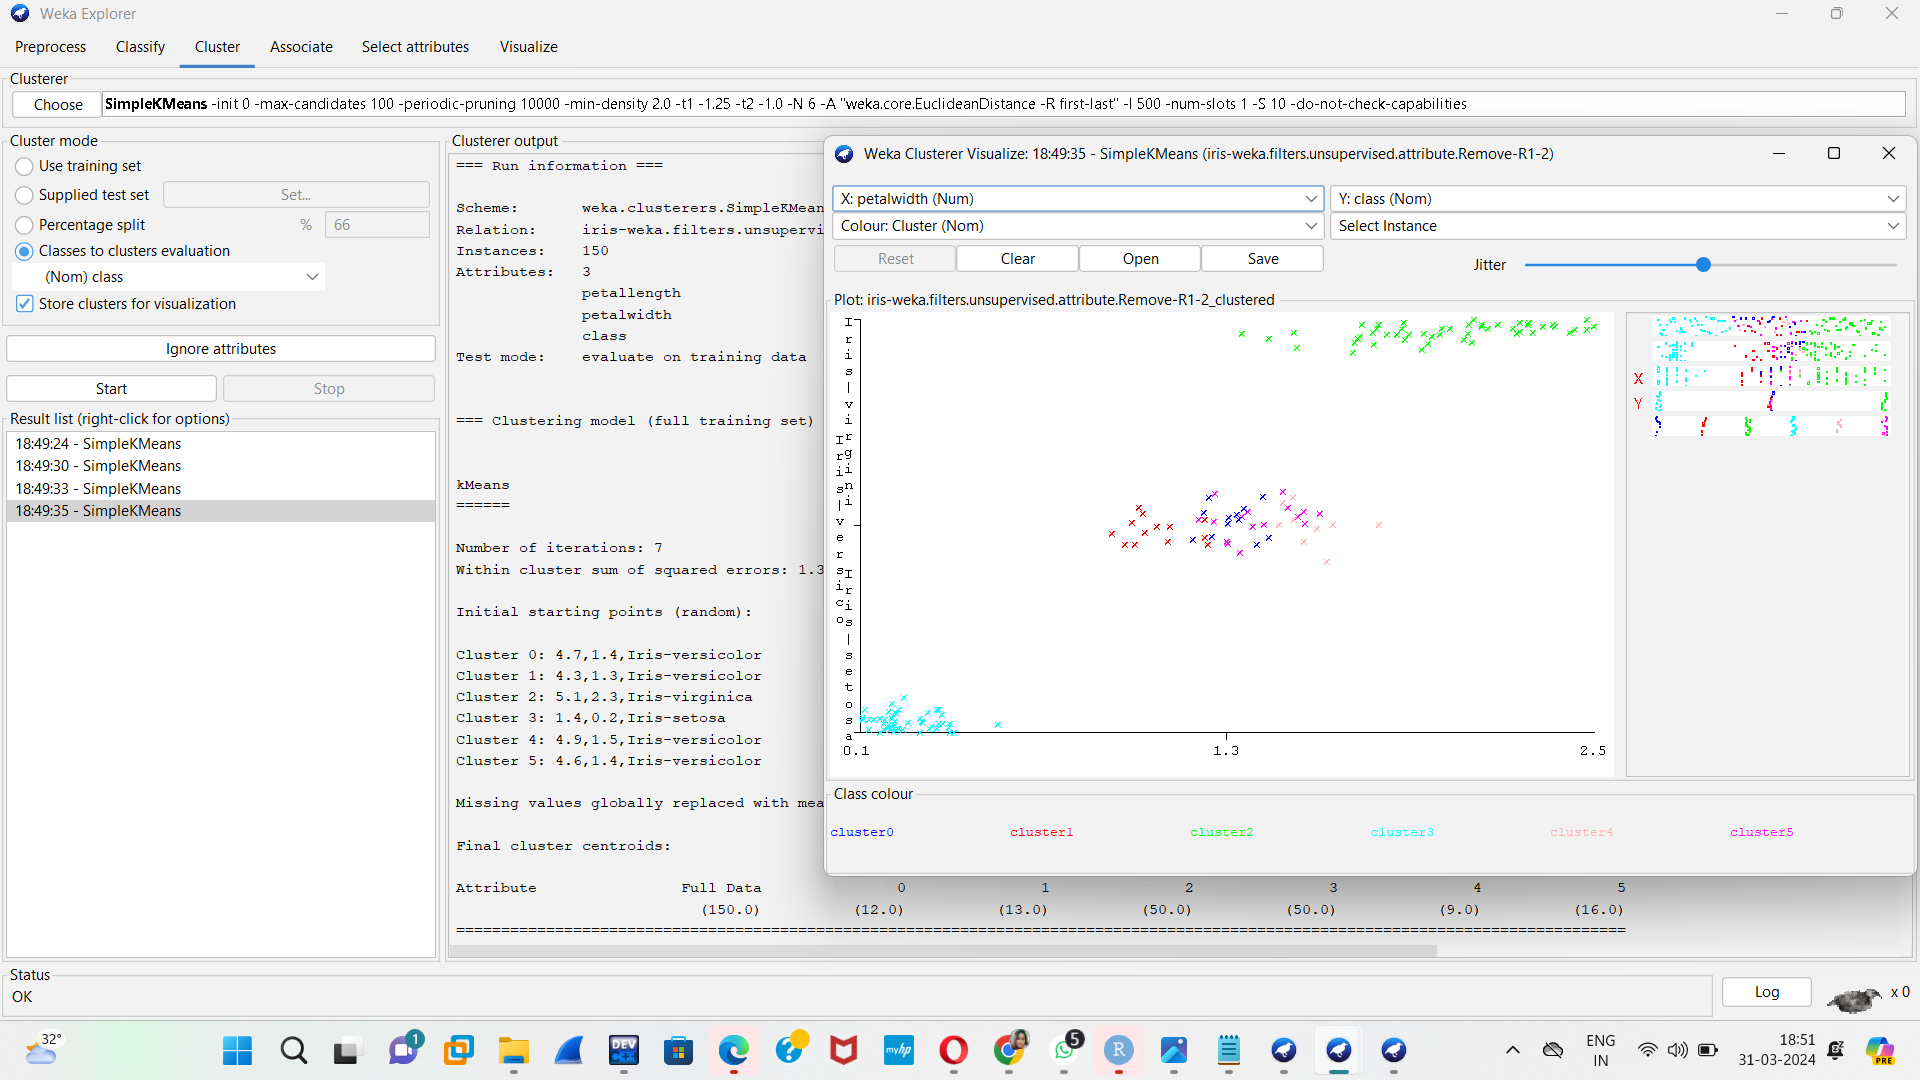 Weka Explorer
Preprocess Classify Cluster Associate Select attributes Visualize
Clusterer
Choose SimpleKMeans -init 0 -max-candidates 100 -periodic-pruning 10000 -min-density 2.0 -t1 -1.25 -t2 -1.0 -N 6 -A "weka.core.EuclideanDistance -R first-last" -I 500 -num-slots 1 -S 10 -do-not-check-capabilities
Cluster mode
Use training set
Supplied test set Set...
Percentage split % 66
Classes to clusters evaluation
(Nom) class
Store clusters for visualization
Ignore attributes
Start Stop
Result list (right-click for options)
18:49:24 - SimpleKMeans
18:49:30 - SimpleKMeans
18:49:33 - SimpleKMeans
18:49:35 - SimpleKMeans
Clusterer output
=== Run information ===
Scheme: weka.clusterers.SimpleKMean
Relation: iris-weka.filters.unsupervi
Instances: 150
Attributes: 3
petallength
petalwidth
class
Test mode: evaluate on training data
=== Clustering model (full training set)
kMeans
======
Number of iterations: 7
Within cluster sum of squared errors: 1.3
Initial starting points (random):
Cluster 0: 4.7,1.4,Iris-versicolor
Cluster 1: 4.3,1.3,Iris-versicolor
Cluster 2: 5.1,2.3,Iris-virginica
Cluster 3: 1.4,0.2,Iris-setosa
Cluster 4: 4.9,1.5,Iris-versicolor
Cluster 5: 4.6,1.4,Iris-versicolor
Missing values globally replaced with mea
Final cluster centroids:
Attribute Full Data 0 1 2 3 4 5
(150.0) (12.0) (13.0) (50.0) (50.0) (9.0) (16.0)
Weka Clusterer Visualize: 18:49:35 - SimpleKMeans (iris-weka.filters.unsupervised.attribute.Remove-R1-2)
X: petalwidth (Num) Y: class (Nom)
Colour: Cluster (Nom) Select Instance
Reset Clear Open Save Jitter
Plot: iris-weka.filters.unsupervised.attribute.Remove-R1-2_clustered
Iris|virgini
Iris|versico
Iris|setosa
0.1 1.3 2.5
X
Y
Class colour
cluster0 cluster1 cluster2 cluster3 cluster4 cluster5
Status
OK
Log x 0
32°
1
DEV C++
myhp
5
R
ENG
IN
18:51
31-03-2024
PRE